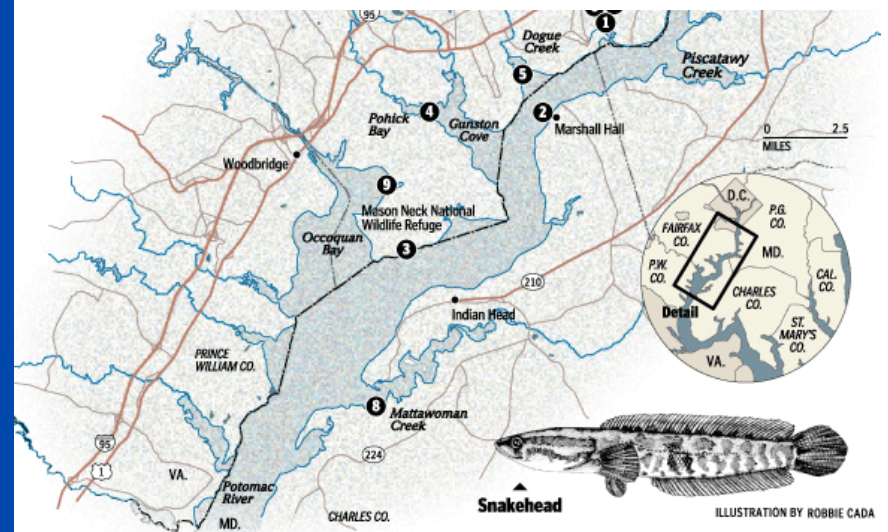 95
1
Dogue
Creek
Piscatawy
Creek
5
4
Pohick
Bay
Gunston
Cove
2
Marshall Hall
0 2.5
MILES
Woodbridge
9
Mason Neck National
Wildlife Refuge
Occoquan
Bay
3
210
Indian Head
D.C.
P.G.
CO.
FAIRFAX
CO.
MD.
P.W.
CO.
CAL.
CO.
CHARLES
CO.
Detail
ST.
MARY'S
CO.
VA.
PRINCE
WILLIAM CO.
8
Mattawoman
Creek
95
1
224
VA.
Potomac
River
MD.
CHARLES CO.
Snakehead
ILLUSTRATION BY ROBBIE CADA